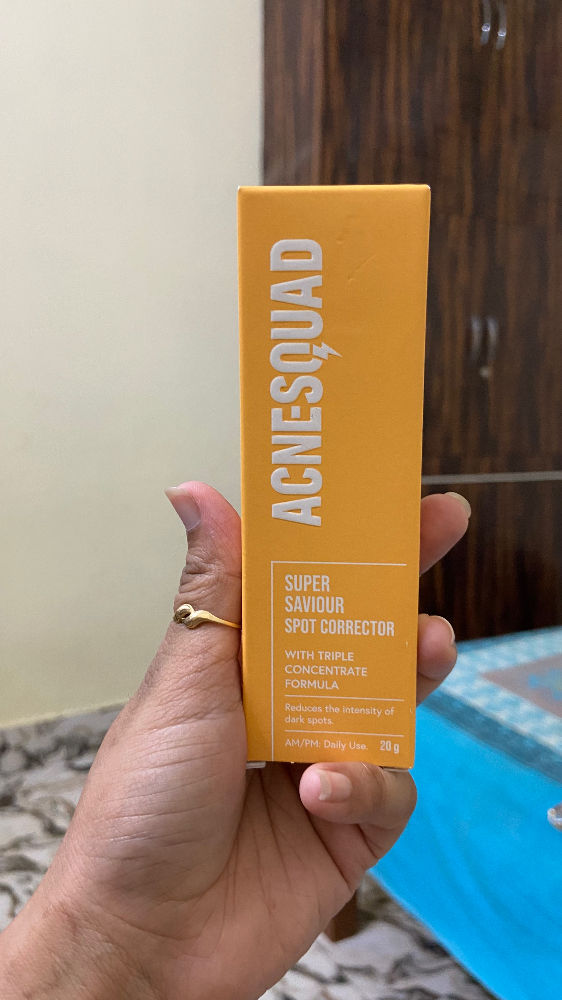 ACNESQUAD
SUPER
SAVIOUR
SPOT CORRECTOR
WITH TRIPLE
CONCENTRATE
FORMULA
Reduces the intensity of
dark spots.
AM/PM: Daily Use. 20 g